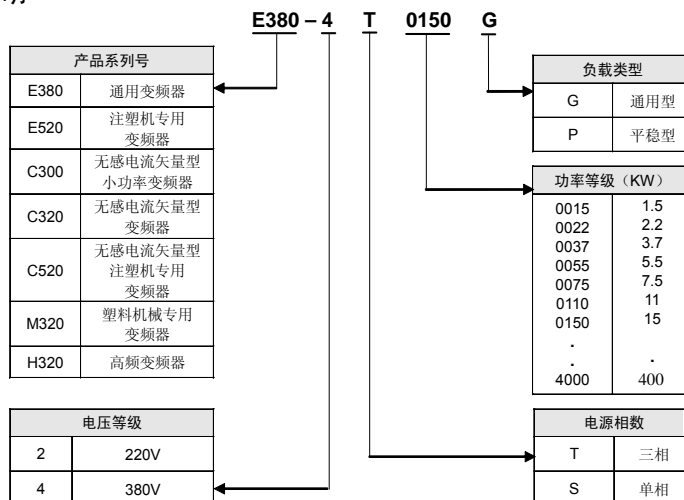 E380 – 4 T 0150 G
产品系列号
E380 通用变频器
E520 注塑机专用
变频器
C300 无感电流矢量型
小功率变频器
C320 无感电流矢量型
变频器
C520 无感电流矢量型
注塑机专用
变频器
M320 塑料机械专用
变频器
H320 高频变频器
电压等级
2 220V
4 380V
负载类型
G 通用型
P 平稳型
功率等级（KW）
0015 1.5
0022 2.2
0037 3.7
0055 5.5
0075 7.5
0110 11
0150 15
.
. .
4000 400
电源相数
T 三相
S 单相